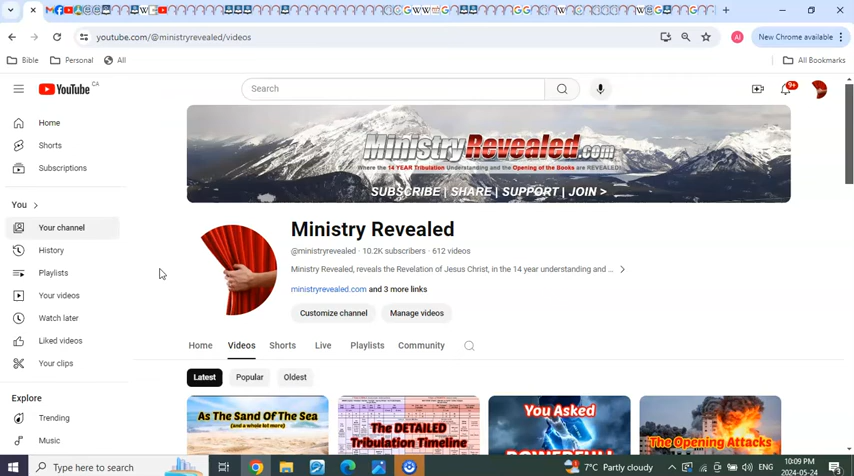 youtube.com/@ministryrevealed/videos
New Chrome available
Bible
Personal
All
All Bookmarks
YouTube CA
Search
9+
Home
Shorts
Subscriptions
You
Your channel
History
Playlists
Your videos
Watch later
Liked videos
Your clips
Explore
Trending
Music
MinistryRevealed.com
Where the 14 YEAR Tribulation Understanding and the Opening of the Books are REVEALED!
SUBSCRIBE | SHARE | SUPPORT | JOIN >
Ministry Revealed
@ministryrevealed · 10.2K subscribers · 612 videos
Ministry Revealed, reveals the Revelation of Jesus Christ, in the 14 year understanding and ...
ministryrevealed.com and 3 more links
Customize channel
Manage videos
Home
Videos
Shorts
Live
Playlists
Community
Latest
Popular
Oldest
As The Sand Of The Sea
(and a whole lot more)
The DETAILED
Tribulation Timeline
You Asked
The Opening Attacks
Type here to search
7°C Partly cloudy
ENG
10:09 PM
2024-05-24
3